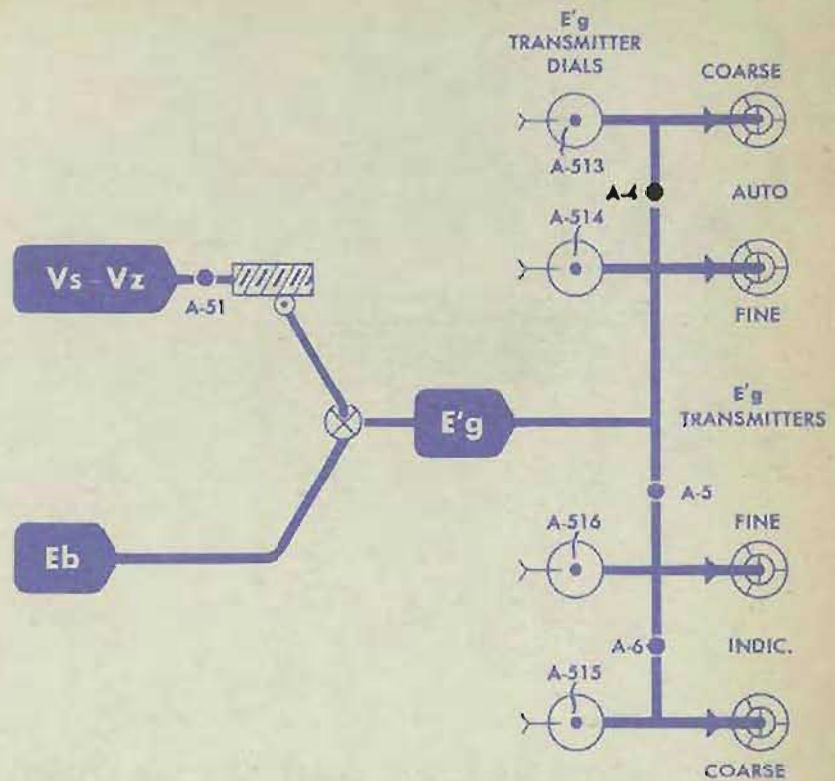 E'g
TRANSMITTER
DIALS
COARSE
A-513
A-4
AUTO
A-514
Vs - Vz
A-51
FINE
E'g
TRANSMITTERS
E'g
A-5
A-516
FINE
Eb
A-6
INDIC.
A-515
COARSE